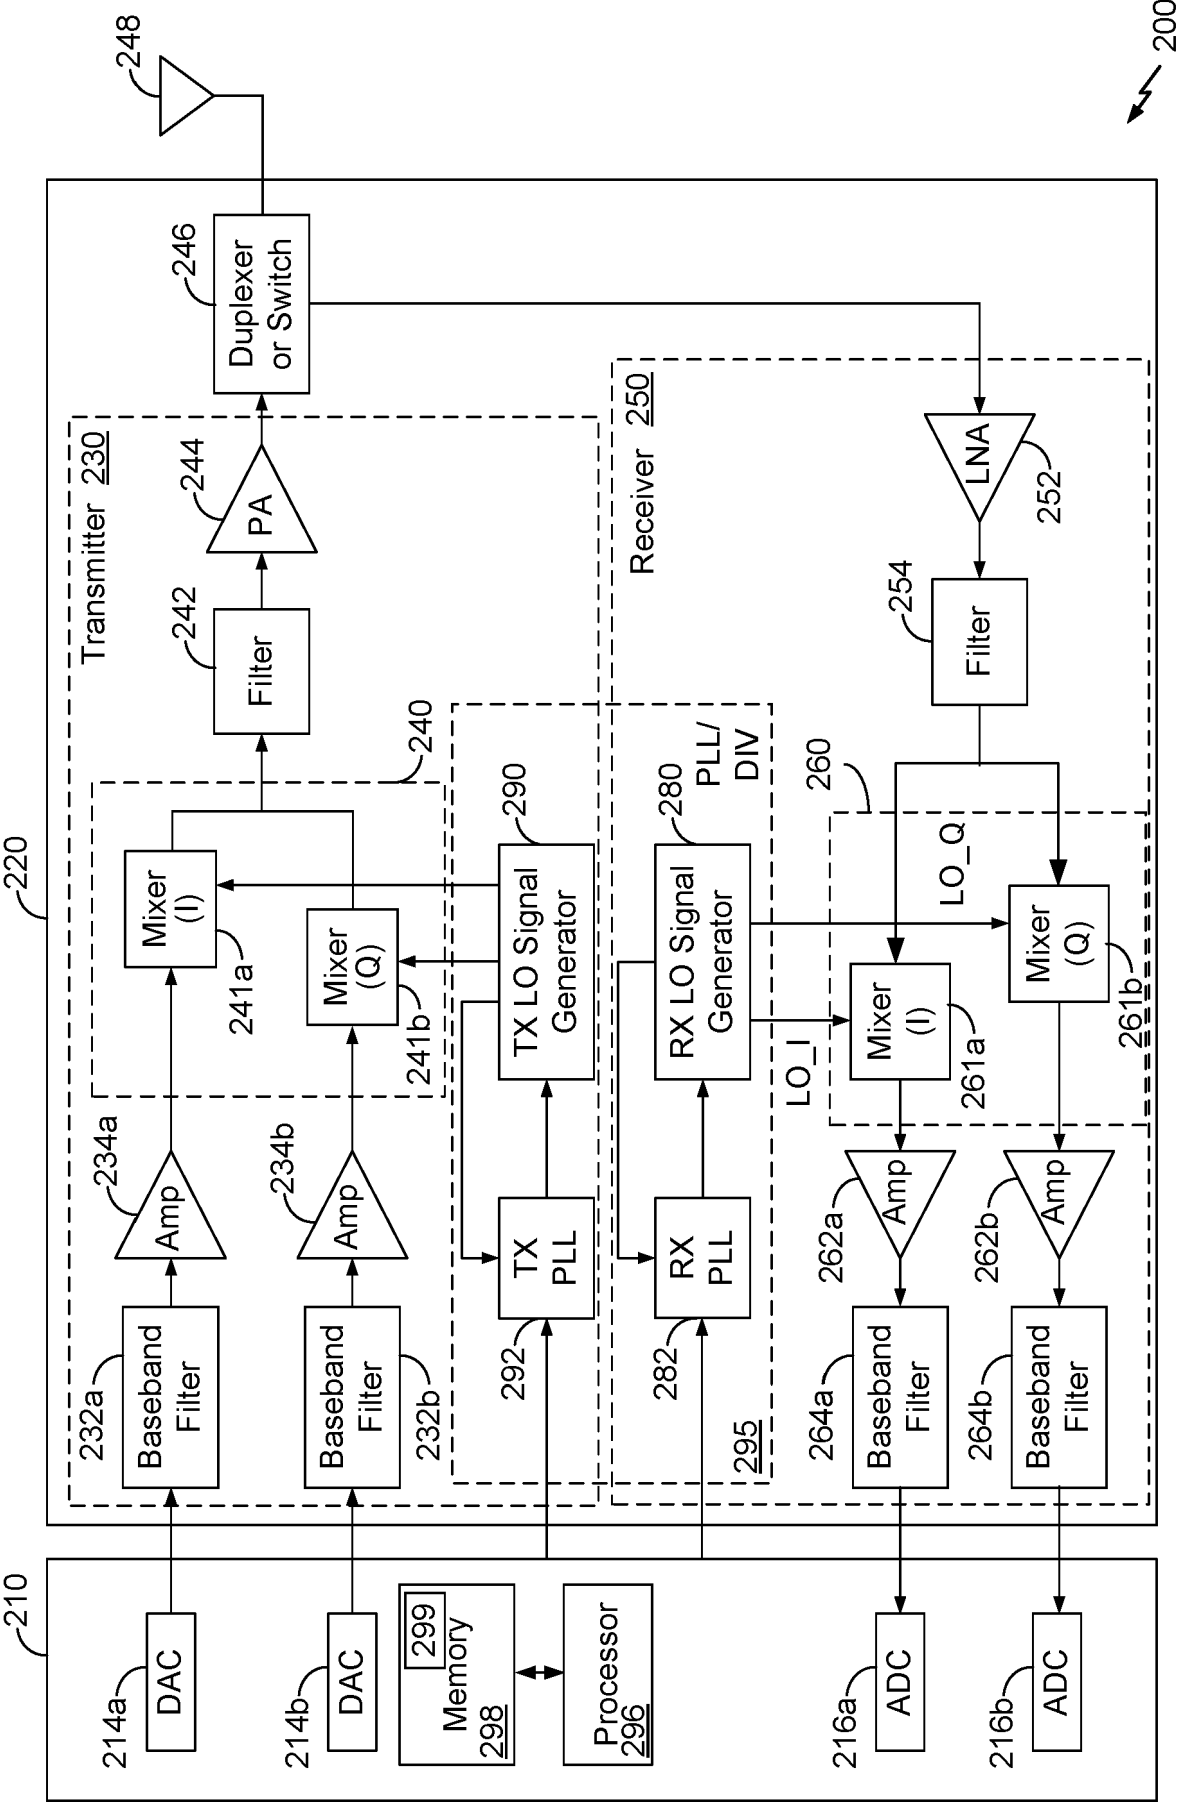 200
220
210
Transmitter 230
214a
DAC
232a
Baseband
Filter
234a
Amp
241a
Mixer
(I)
240
242
Filter
244
PA
246
Duplexer
or Switch
248
214b
DAC
232b
Baseband
Filter
234b
Amp
241b
Mixer
(Q)
299
Memory
298
Processor
296
292
TX
PLL
290
TX LO Signal
Generator
282
RX
PLL
280
RX LO Signal
Generator
PLL/
DIV
295
Receiver 250
LO_I
LO_Q
260
216a
ADC
264a
Baseband
Filter
262a
Amp
261a
Mixer
(I)
254
Filter
252
LNA
216b
ADC
264b
Baseband
Filter
262b
Amp
261b
Mixer
(Q)